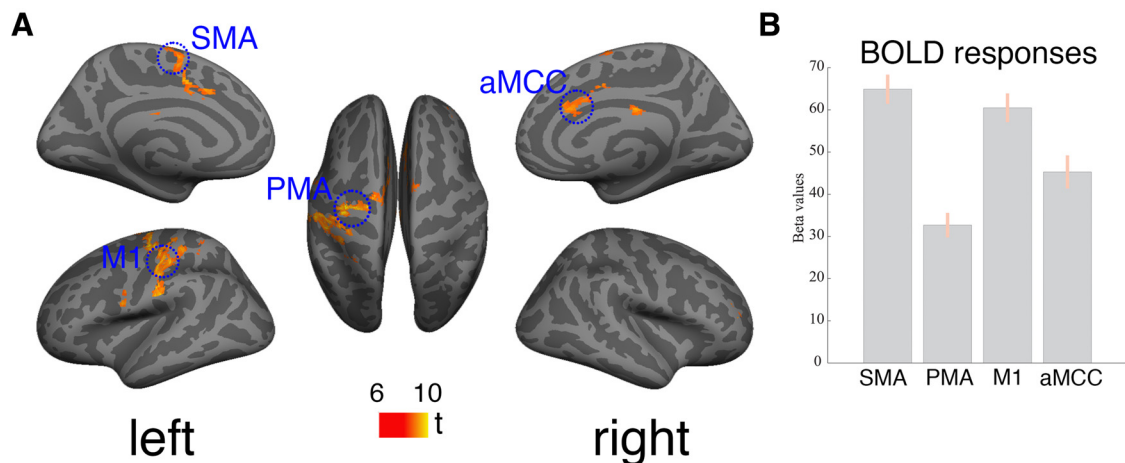 A
SMA
aMCC
PMA
M1
6 10
t
left
right
B
BOLD responses
Beta values
70
60
50
40
30
70
10
0
SMA PMA M1 aMCC